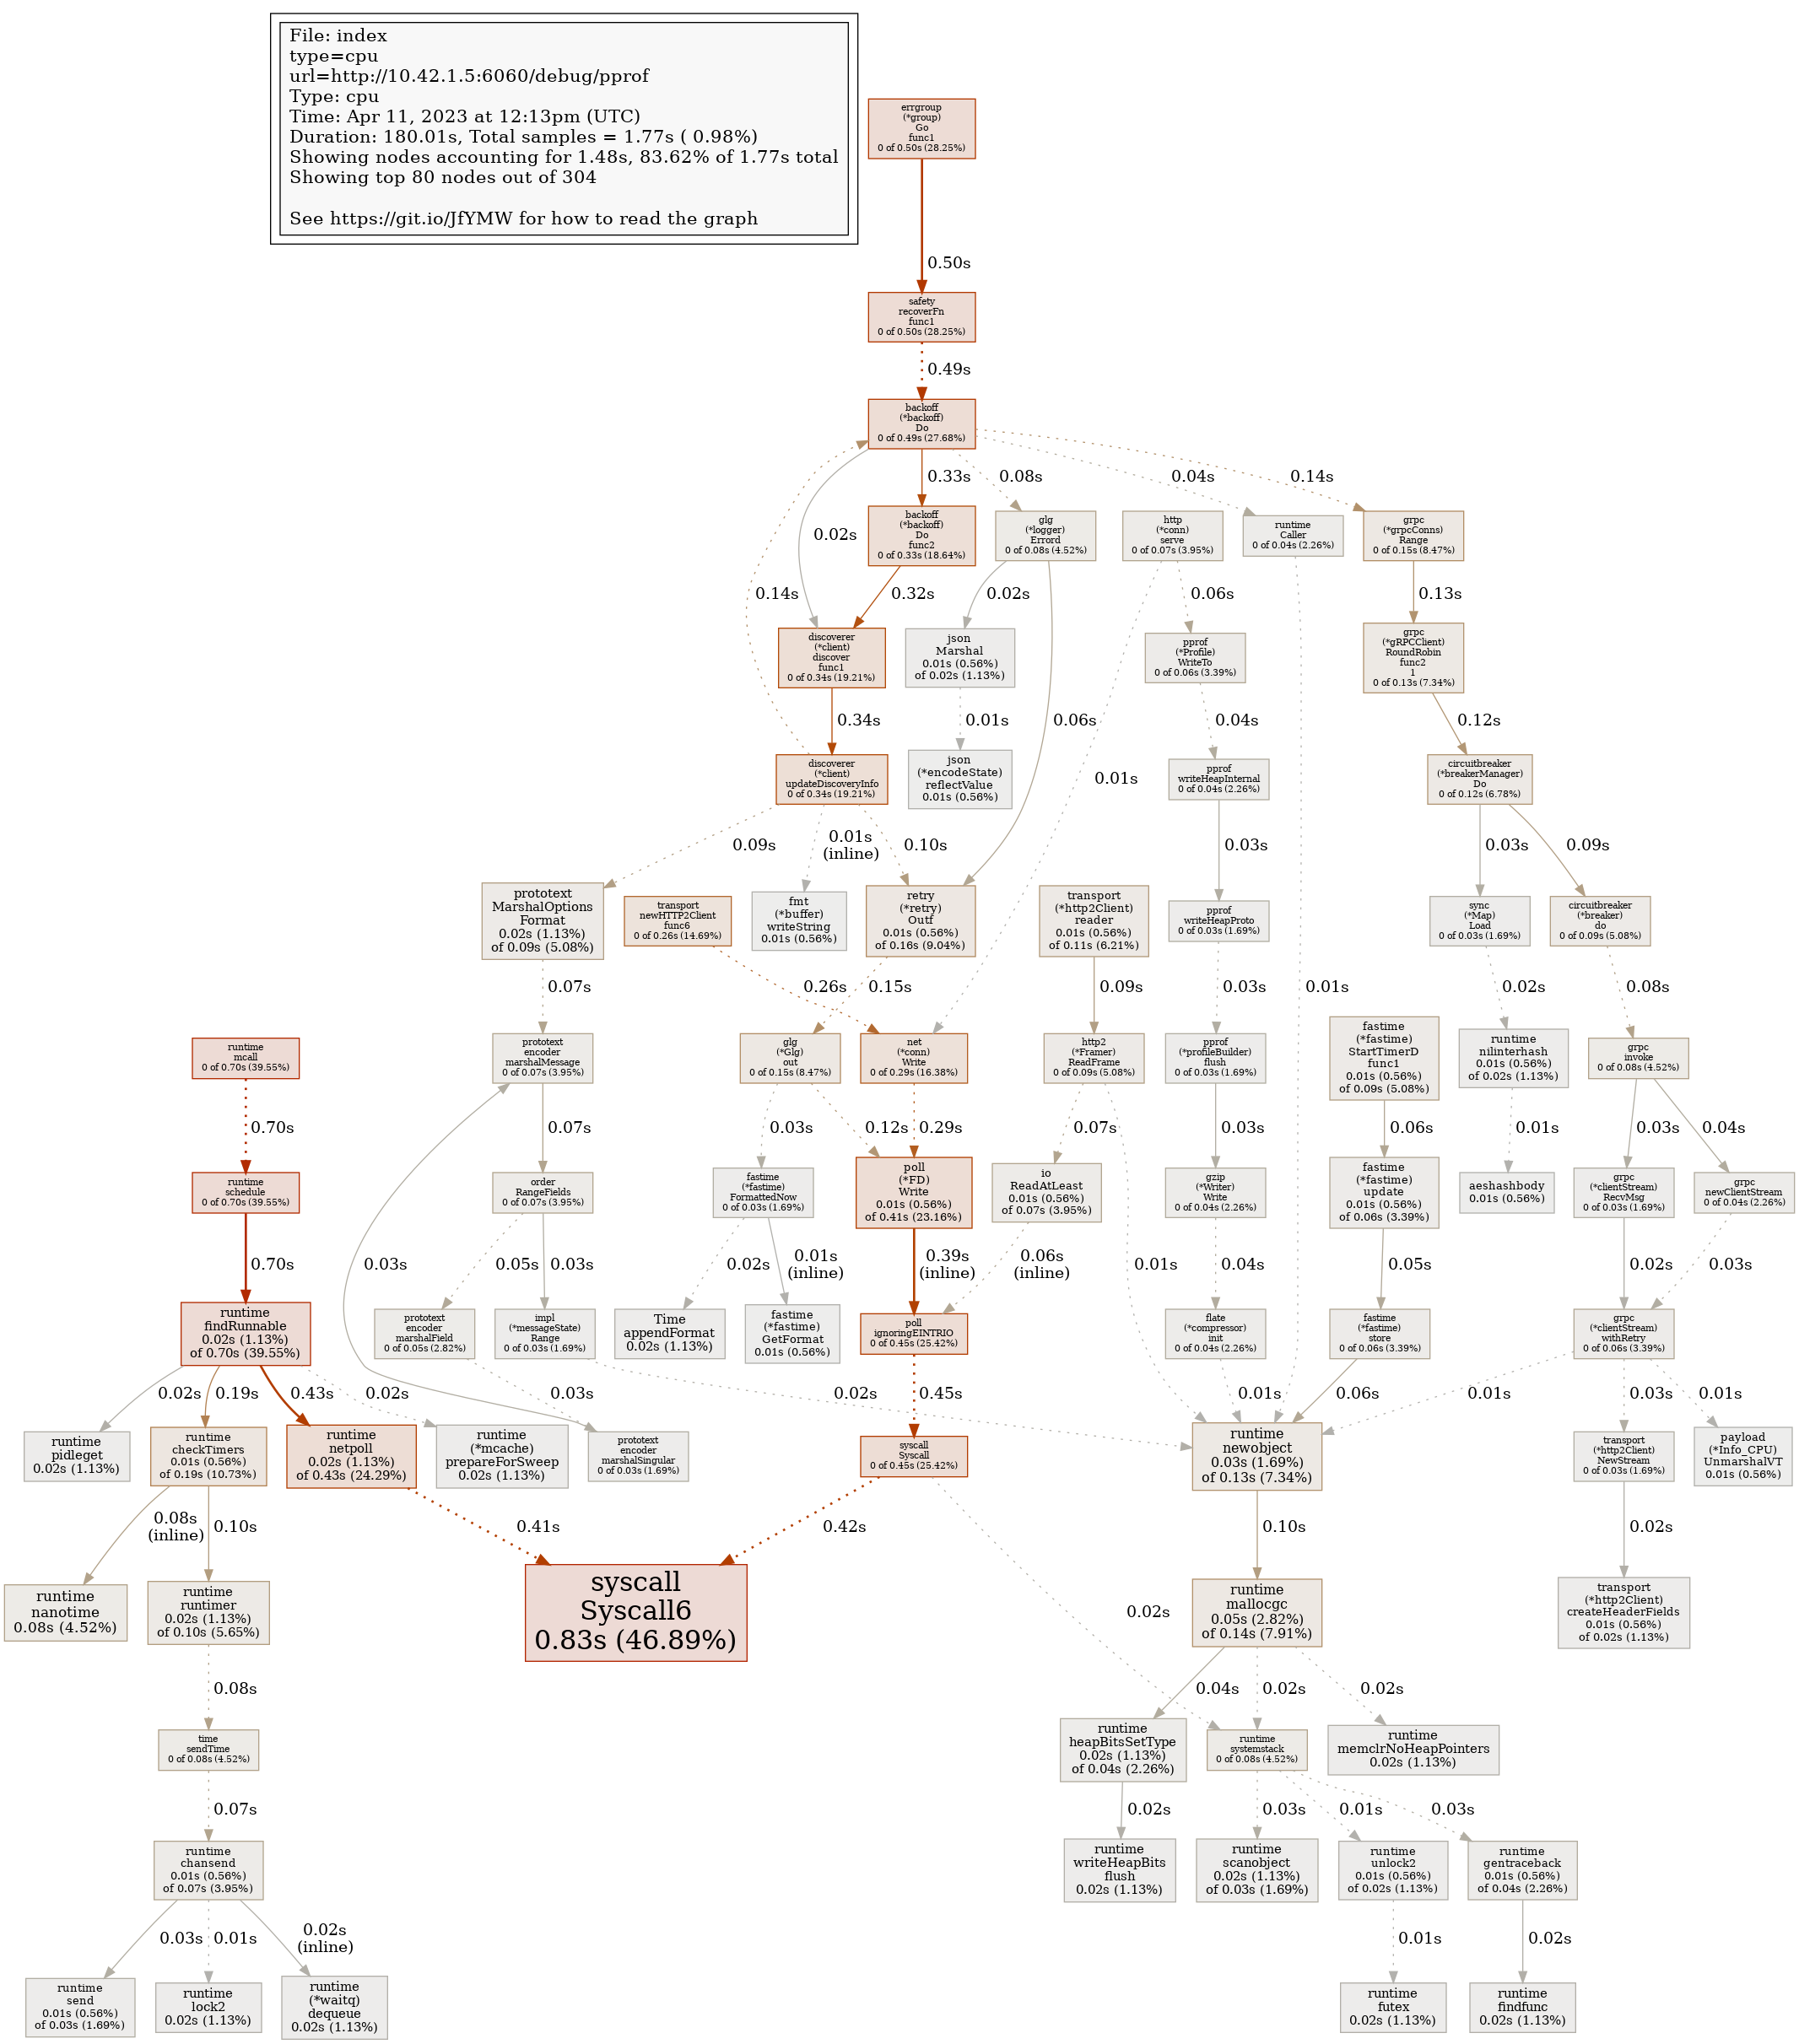 File: index
type=cpu
url=http://10.42.1.5:6060/debug/pprof
Type: cpu
Time: Apr 11, 2023 at 12:13pm (UTC)
Duration: 180.01s, Total samples = 1.77s ( 0.98%)
Showing nodes accounting for 1.48s, 83.62% of 1.77s total
Showing top 80 nodes out of 304
See https://git.io/JfYMW for how to read the graph
errgroup
(*group)
Go
func1
0 of 0.50s (28.25%)
0.50s
safety
recoverFn
func1
0 of 0.50s (28.25%)
0.49s
backoff
(*backoff)
Do
0 of 0.49s (27.68%)
0.02s
0.33s
0.08s
0.04s
0.14s
backoff
(*backoff)
Do
func2
0 of 0.33s (18.64%)
glg
(*logger)
Errord
0 of 0.08s (4.52%)
http
(*conn)
serve
0 of 0.07s (3.95%)
runtime
Caller
0 of 0.04s (2.26%)
grpc
(*grpcConns)
Range
0 of 0.15s (8.47%)
0.14s
0.32s
0.02s
0.06s
0.13s
discoverer
(*client)
discover
func1
0 of 0.34s (19.21%)
json
Marshal
0.01s (0.56%)
of 0.02s (1.13%)
pprof
(*Profile)
WriteTo
0 of 0.06s (3.39%)
grpc
(*gRPCClient)
RoundRobin
func2
1
0 of 0.13s (7.34%)
0.34s
0.01s
0.06s
0.04s
0.12s
discoverer
(*client)
updateDiscoveryInfo
0 of 0.34s (19.21%)
json
(*encodeState)
reflectValue
0.01s (0.56%)
0.01s
pprof
writeHeapInternal
0 of 0.04s (2.26%)
circuitbreaker
(*breakerManager)
Do
0 of 0.12s (6.78%)
0.09s
0.01s
(inline)
0.10s
0.03s
0.03s
0.09s
prototext
MarshalOptions
Format
0.02s (1.13%)
of 0.09s (5.08%)
transport
newHTTP2Client
func6
0 of 0.26s (14.69%)
fmt
(*buffer)
writeString
0.01s (0.56%)
retry
(*retry)
Outf
0.01s (0.56%)
of 0.16s (9.04%)
transport
(*http2Client)
reader
0.01s (0.56%)
of 0.11s (6.21%)
pprof
writeHeapProto
0 of 0.03s (1.69%)
sync
(*Map)
Load
0 of 0.03s (1.69%)
circuitbreaker
(*breaker)
do
0 of 0.09s (5.08%)
0.07s
0.26s
0.15s
0.09s
0.03s
0.01s
0.02s
0.08s
runtime
mcall
0 of 0.70s (39.55%)
prototext
encoder
marshalMessage
0 of 0.07s (3.95%)
glg
(*Glg)
out
0 of 0.15s (8.47%)
net
(*conn)
Write
0 of 0.29s (16.38%)
http2
(*Framer)
ReadFrame
0 of 0.09s (5.08%)
pprof
(*profileBuilder)
flush
0 of 0.03s (1.69%)
fastime
(*fastime)
StartTimerD
func1
0.01s (0.56%)
of 0.09s (5.08%)
runtime
nilinterhash
0.01s (0.56%)
of 0.02s (1.13%)
grpc
invoke
0 of 0.08s (4.52%)
0.70s
0.07s
0.03s
0.12s
0.29s
0.07s
0.03s
0.06s
0.01s
0.03s
0.04s
runtime
schedule
0 of 0.70s (39.55%)
order
RangeFields
0 of 0.07s (3.95%)
fastime
(*fastime)
FormattedNow
0 of 0.03s (1.69%)
poll
(*FD)
Write
0.01s (0.56%)
of 0.41s (23.16%)
io
ReadAtLeast
0.01s (0.56%)
of 0.07s (3.95%)
gzip
(*Writer)
Write
0 of 0.04s (2.26%)
fastime
(*fastime)
update
0.01s (0.56%)
of 0.06s (3.39%)
aeshashbody
0.01s (0.56%)
grpc
(*clientStream)
RecvMsg
0 of 0.03s (1.69%)
grpc
newClientStream
0 of 0.04s (2.26%)
0.70s
0.03s
0.05s
0.03s
0.02s
0.01s
(inline)
0.39s
(inline)
0.06s
(inline)
0.01s
0.04s
0.05s
0.02s
0.03s
runtime
findRunnable
0.02s (1.13%)
of 0.70s (39.55%)
prototext
encoder
marshalField
0 of 0.05s (2.82%)
impl
(*messageState)
Range
0 of 0.03s (1.69%)
Time
appendFormat
0.02s (1.13%)
fastime
(*fastime)
GetFormat
0.01s (0.56%)
poll
ignoringEINTRIO
0 of 0.45s (25.42%)
flate
(*compressor)
init
0 of 0.04s (2.26%)
fastime
(*fastime)
store
0 of 0.06s (3.39%)
grpc
(*clientStream)
withRetry
0 of 0.06s (3.39%)
0.02s
0.19s
0.43s
0.02s
0.03s
0.02s
0.45s
0.01s
0.06s
0.01s
0.03s
0.01s
runtime
pidleget
0.02s (1.13%)
runtime
checkTimers
0.01s (0.56%)
of 0.19s (10.73%)
runtime
netpoll
0.02s (1.13%)
of 0.43s (24.29%)
runtime
(*mcache)
prepareForSweep
0.02s (1.13%)
prototext
encoder
marshalSingular
0 of 0.03s (1.69%)
syscall
Syscall
0 of 0.45s (25.42%)
runtime
newobject
0.03s (1.69%)
of 0.13s (7.34%)
transport
(*http2Client)
NewStream
0 of 0.03s (1.69%)
payload
(*Info_CPU)
UnmarshalVT
0.01s (0.56%)
0.08s
(inline)
0.10s
0.41s
0.42s
0.10s
0.02s
runtime
nanotime
0.08s (4.52%)
runtime
runtimer
0.02s (1.13%)
of 0.10s (5.65%)
syscall
Syscall6
0.83s (46.89%)
0.02s
runtime
mallocgc
0.05s (2.82%)
of 0.14s (7.91%)
transport
(*http2Client)
createHeaderFields
0.01s (0.56%)
of 0.02s (1.13%)
0.08s
0.04s
0.02s
0.02s
time
sendTime
0 of 0.08s (4.52%)
runtime
heapBitsSetType
0.02s (1.13%)
of 0.04s (2.26%)
runtime
systemstack
0 of 0.08s (4.52%)
runtime
memclrNoHeapPointers
0.02s (1.13%)
0.07s
0.02s
0.03s
0.01s
0.03s
runtime
chansend
0.01s (0.56%)
of 0.07s (3.95%)
runtime
writeHeapBits
flush
0.02s (1.13%)
runtime
scanobject
0.02s (1.13%)
of 0.03s (1.69%)
runtime
unlock2
0.01s (0.56%)
of 0.02s (1.13%)
runtime
gentraceback
0.01s (0.56%)
of 0.04s (2.26%)
0.03s
0.01s
0.02s
(inline)
0.01s
0.02s
runtime
send
0.01s (0.56%)
of 0.03s (1.69%)
runtime
lock2
0.02s (1.13%)
runtime
(*waitq)
dequeue
0.02s (1.13%)
runtime
futex
0.02s (1.13%)
runtime
findfunc
0.02s (1.13%)